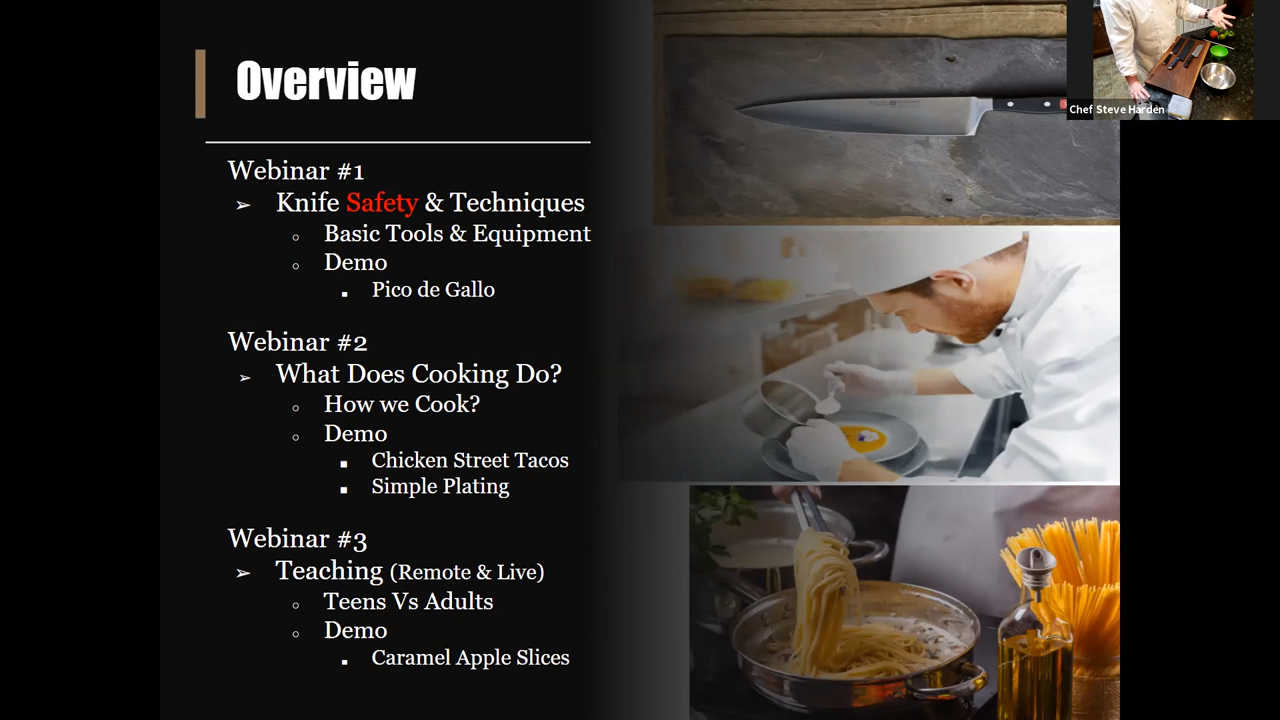 Overview
Webinar #1
➢ Knife Safety & Techniques
○ Basic Tools & Equipment
○ Demo
■ Pico de Gallo
Webinar #2
➢ What Does Cooking Do?
○ How we Cook?
○ Demo
■ Chicken Street Tacos
■ Simple Plating
Webinar #3
➢ Teaching (Remote & Live)
○ Teens Vs Adults
○ Demo
■ Caramel Apple Slices
Chef Steve Harden